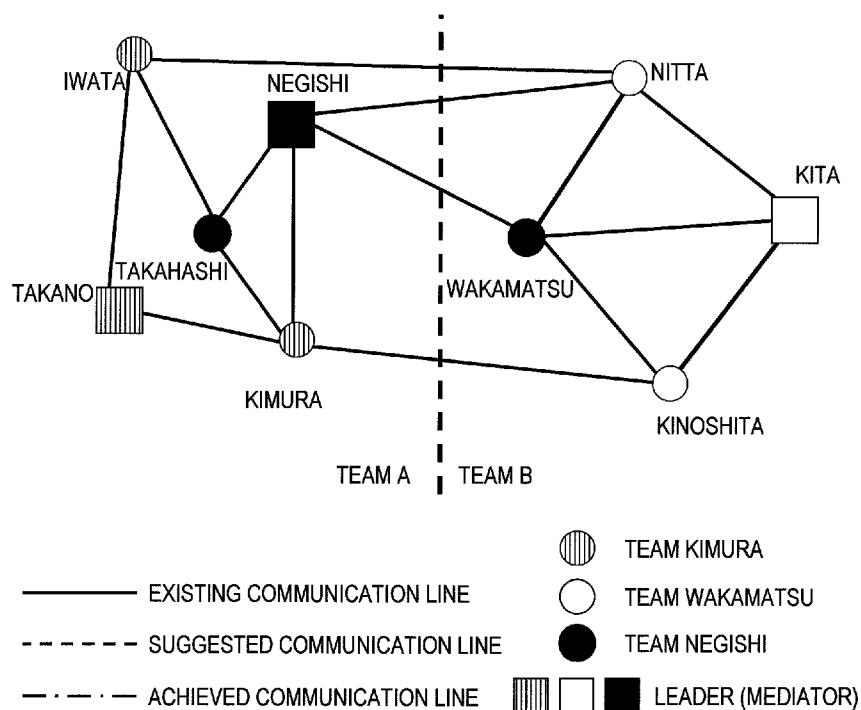 IWATA
NEGISHI
NITTA
KITA
TAKAHASHI
TAKANO
WAKAMATSU
KIMURA
KINOSHITA
TEAM A
TEAM B
TEAM KIMURA
EXISTING COMMUNICATION LINE
TEAM WAKAMATSU
SUGGESTED COMMUNICATION LINE
TEAM NEGISHI
ACHIEVED COMMUNICATION LINE
LEADER (MEDIATOR)